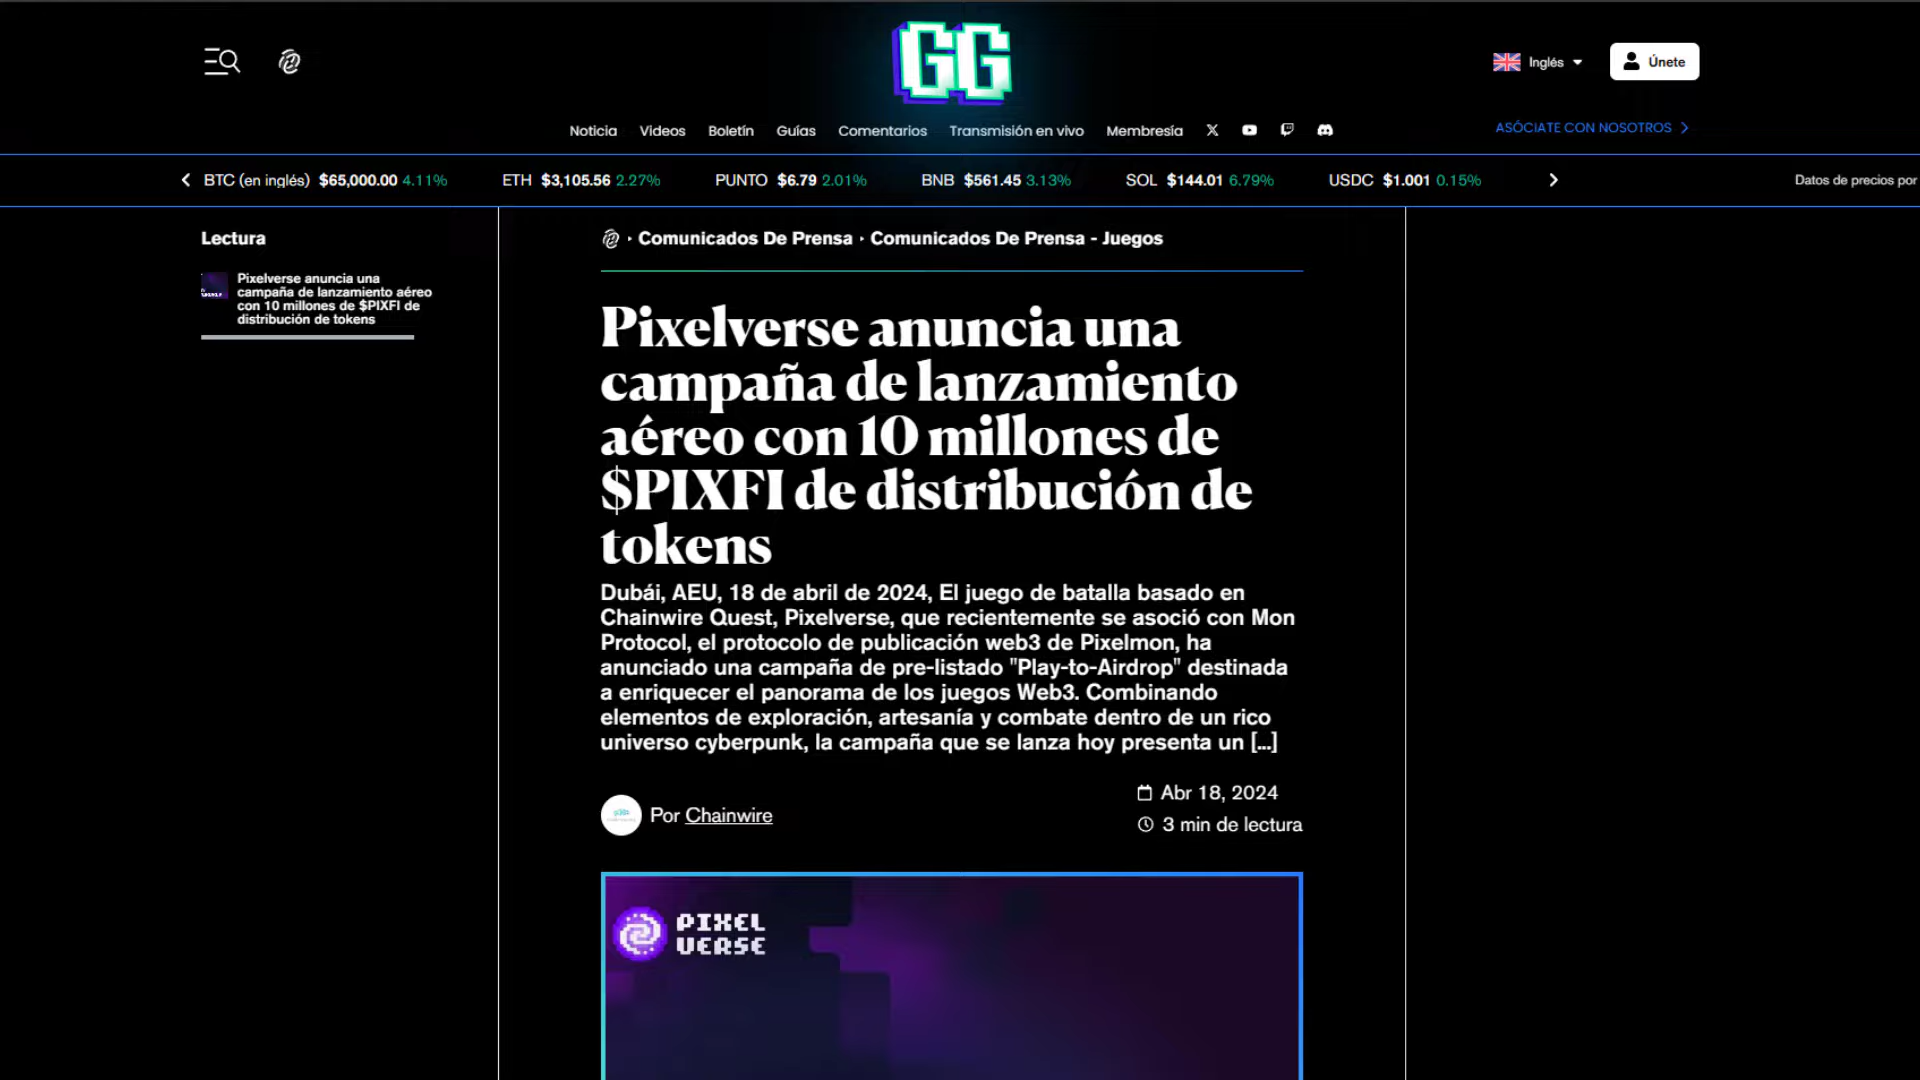 GG
Inglés
Únete
Noticia Videos Boletín Guías Comentarios Transmisión en vivo Membresía
ASÓCIATE CON NOSOTROS
BTC (en inglés) $65,000.00 4.11% ETH $3,105.56 2.27% PUNTO $6.79 2.01% BNB $561.45 3.13% SOL $144.01 6.79% USDC $1.001 0.15% Datos de precios por
Lectura
Pixelverse anuncia una
campaña de lanzamiento aéreo
con 10 millones de $PIXFI de
distribución de tokens
· Comunicados De Prensa · Comunicados De Prensa - Juegos
Pixelverse anuncia una
campaña de lanzamiento
aéreo con 10 millones de
$PIXFI de distribución de
tokens
Dubái, AEU, 18 de abril de 2024, El juego de batalla basado en
Chainwire Quest, Pixelverse, que recientemente se asoció con Mon
Protocol, el protocolo de publicación web3 de Pixelmon, ha
anunciado una campaña de pre-listado "Play-to-Airdrop" destinada
a enriquecer el panorama de los juegos Web3. Combinando
elementos de exploración, artesanía y combate dentro de un rico
universo cyberpunk, la campaña que se lanza hoy presenta un [...]
Por Chainwire
Abr 18, 2024
3 min de lectura
PIXEL
VERSE